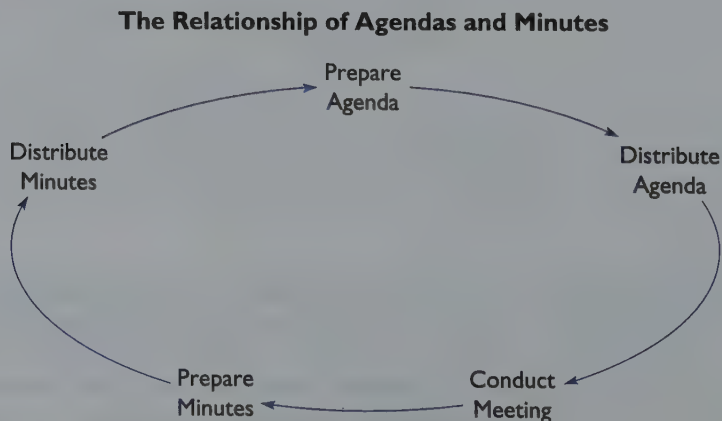 The Relationship of Agendas and Minutes
Prepare
Agenda
Distribute
Agenda
Conduct
Meeting
Prepare
Minutes
Distribute
Minutes